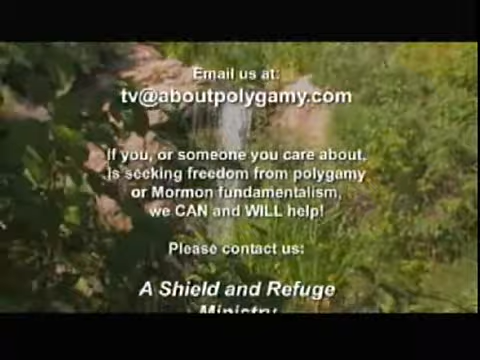 Email us at:
tv@aboutpolygamy.com
If you, or someone you care about,
is seeking freedom from polygamy
or Mormon fundamentalism,
we CAN and WILL help!
Please contact us:
A Shield and Refuge
Ministry